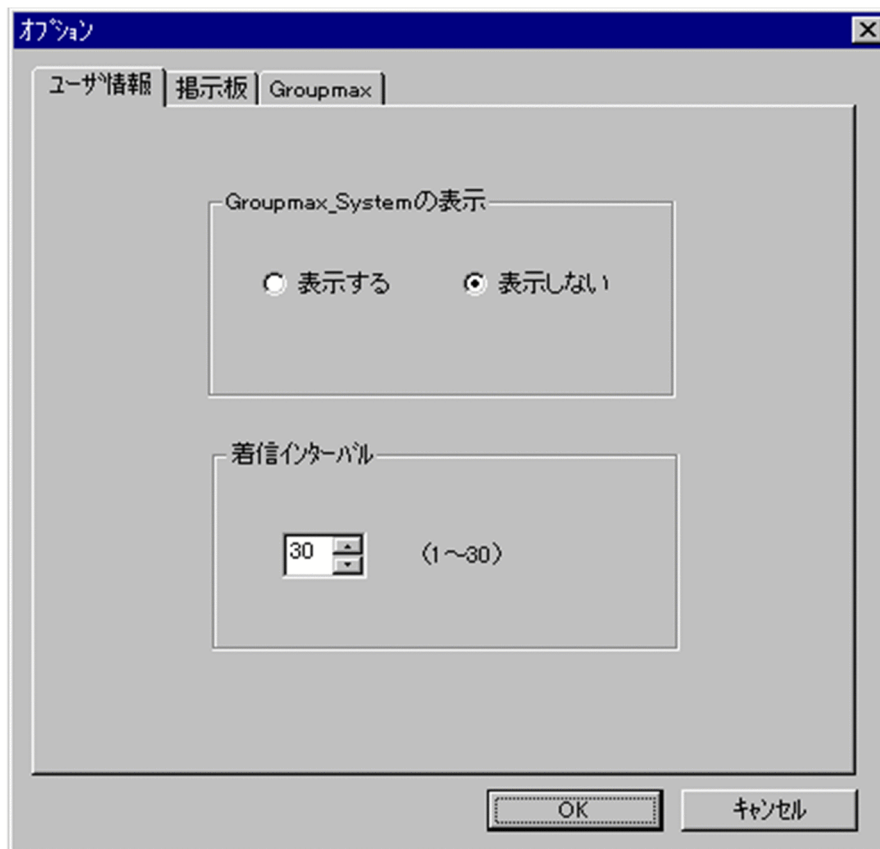 ｵﾌﾟｼｮﾝ
ﾕｰｻﾞ情報 掲示板 Groupmax
Groupmax_Systemの表示
表示する 表示しない
着信ｲﾝﾀｰﾊﾞﾙ
30 (1～30)
OK ｷｬﾝｾﾙ